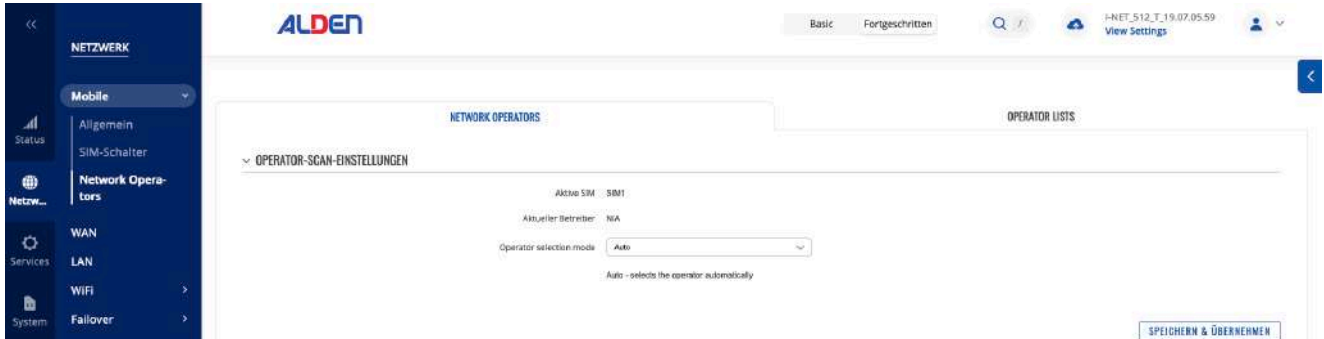 ALDEN
Basic
Fortgeschritten
/
I-NET_512_T_19.07.05.59
View Settings
NETZWERK
Mobile
Allgemein
SIM-Schalter
Network Opera-
tors
WAN
LAN
WiFi
Failover
Status
Netzw...
Services
System
NETWORK OPERATORS
OPERATOR LISTS
OPERATOR-SCAN-EINSTELLUNGEN
Aktive SIM SIM1
Aktueller Betreiber N/A
Operator selection mode Auto
Auto - selects the operator automatically
SPEICHERN & ÜBERNEHMEN